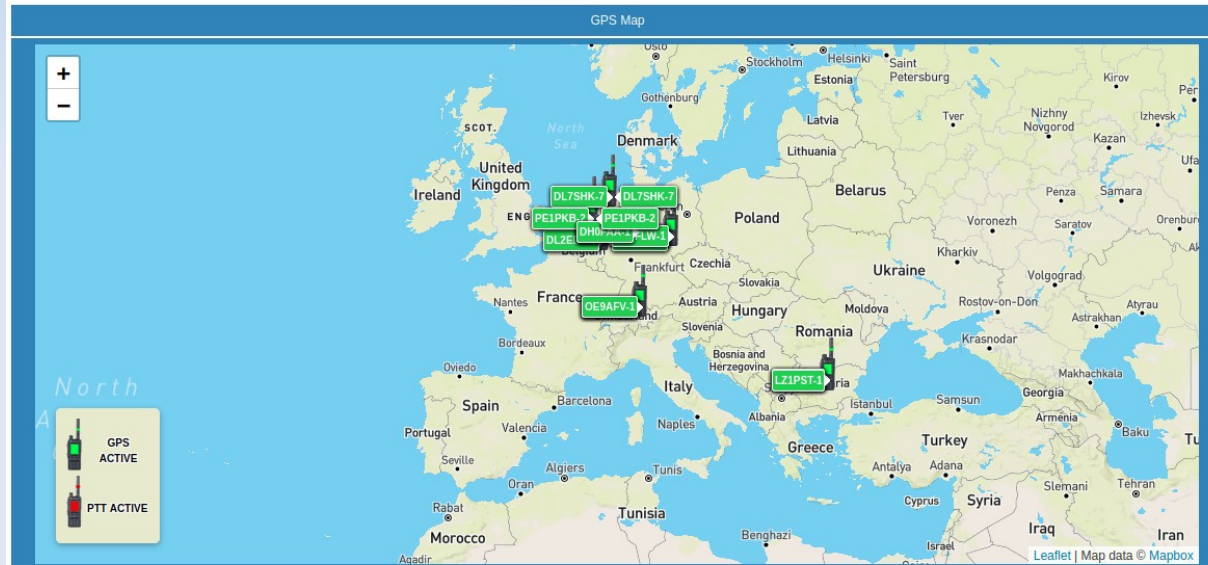 GPS Map
+
−
Oslo
Stockholm
Helsinki
Saint
Petersburg
Estonia
Kirov
Gothenburg
Tver
Nizhny
Novgorod
Izhevsk
Latvia
SCOT.
North
Sea
Denmark
Kazan
Lithuania
United
Kingdom
Ireland
Belarus
Penza
Samara
DL7SHK-7
DL7SHK-7
PE1PKB-2
PE1PKB-2
Poland
Voronezh
Saratov
DH0FAX-1
Belgium
Frankfurt
Czechia
Kharkiv
Ukraine
Volgograd
Slovakia
Nantes
France
Austria
Hungary
Moldova
Rostov-on-Don
Atyrau
OE9AFV-1
Astrakhan
Slovenia
Romania
Krasnodar
Bordeaux
Bosnia and
Herzegovina
Oviedo
Makhachkala
LZ1PST-1
North
Italy
Georgia
Barcelona
Istanbul
Samsun
Spain
Albania
Armenia
Naples
Baku
Portugal
Valencia
Greece
Turkey
GPS
ACTIVE
Seville
Algiers
Tunis
Antalya
Adana
Oran
Slemani
Tehran
PTT ACTIVE
Rabat
Tunisia
Cyprus
Syria
Morocco
Benghazi
Iraq
Iran
Israel
Agadir
Leaflet | Map data © Mapbox